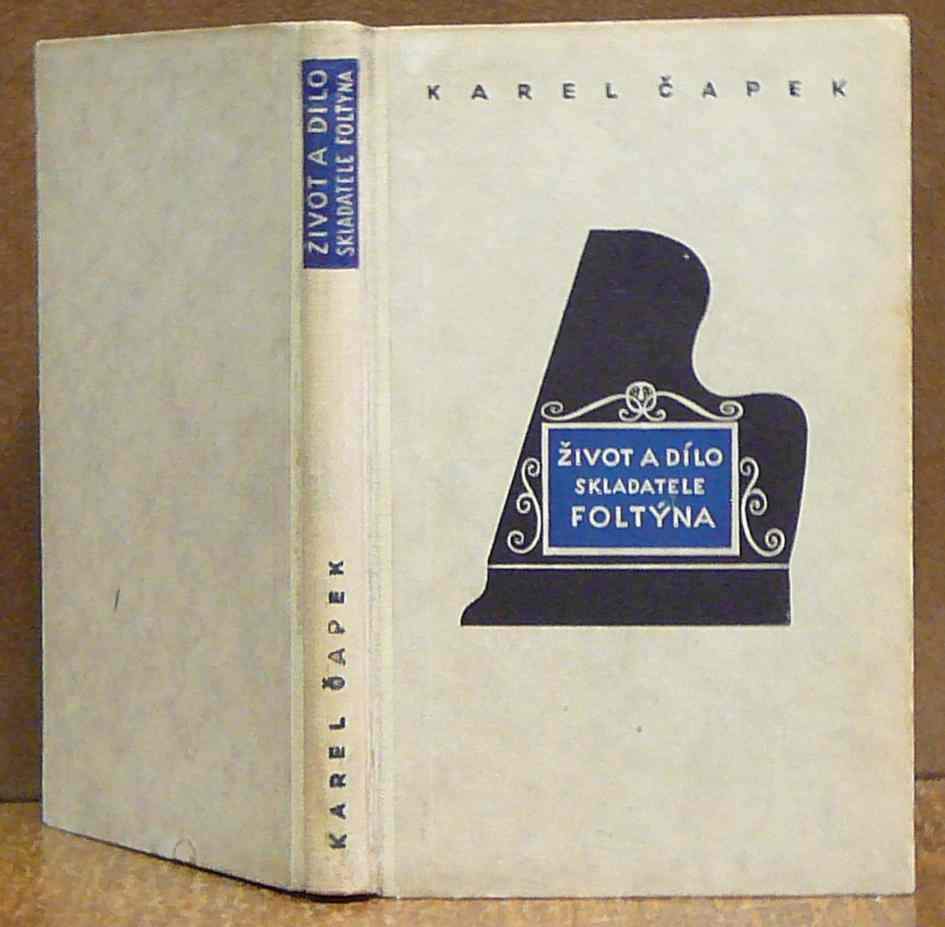 KAREL ČAPEK
ŽIVOT A DÍLO
SKLADATELE
FOLTÝNA
ŽIVOT A DÍLO
SKLADATELE FOLTÝNA
KAREL ČAPEK